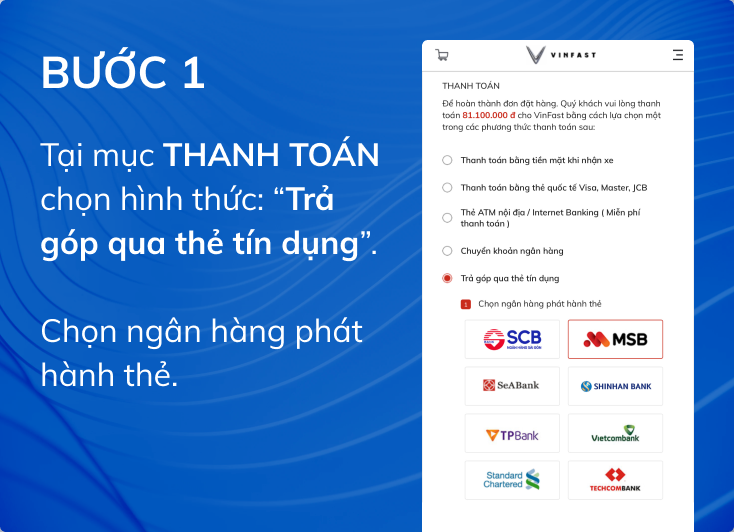 BƯỚC 1
Tại mục THANH TOÁN
chọn hình thức: “Trả
góp qua thẻ tín dụng”.
Chọn ngân hàng phát
hành thẻ.
VINFAST
THANH TOÁN
Để hoàn thành đơn đặt hàng. Quý khách vui lòng thanh
toán 81.100.000 đ cho VinFast bằng cách lựa chọn một
trong các phương thức thanh toán sau:
Thanh toán bằng tiền mặt khi nhận xe
Thanh toán bằng thẻ quốc tế Visa, Master, JCB
Thẻ ATM nội địa / Internet Banking ( Miễn phí
thanh toán )
Chuyển khoản ngân hàng
Trả góp qua thẻ tín dụng
1 Chọn ngân hàng phát hành thẻ
SCB
NGÂN HÀNG SÀI GÒN
MSB
SeABank
SHINHAN BANK
TPBank
Vietcombank
Standard
Chartered
TECHCOMBANK